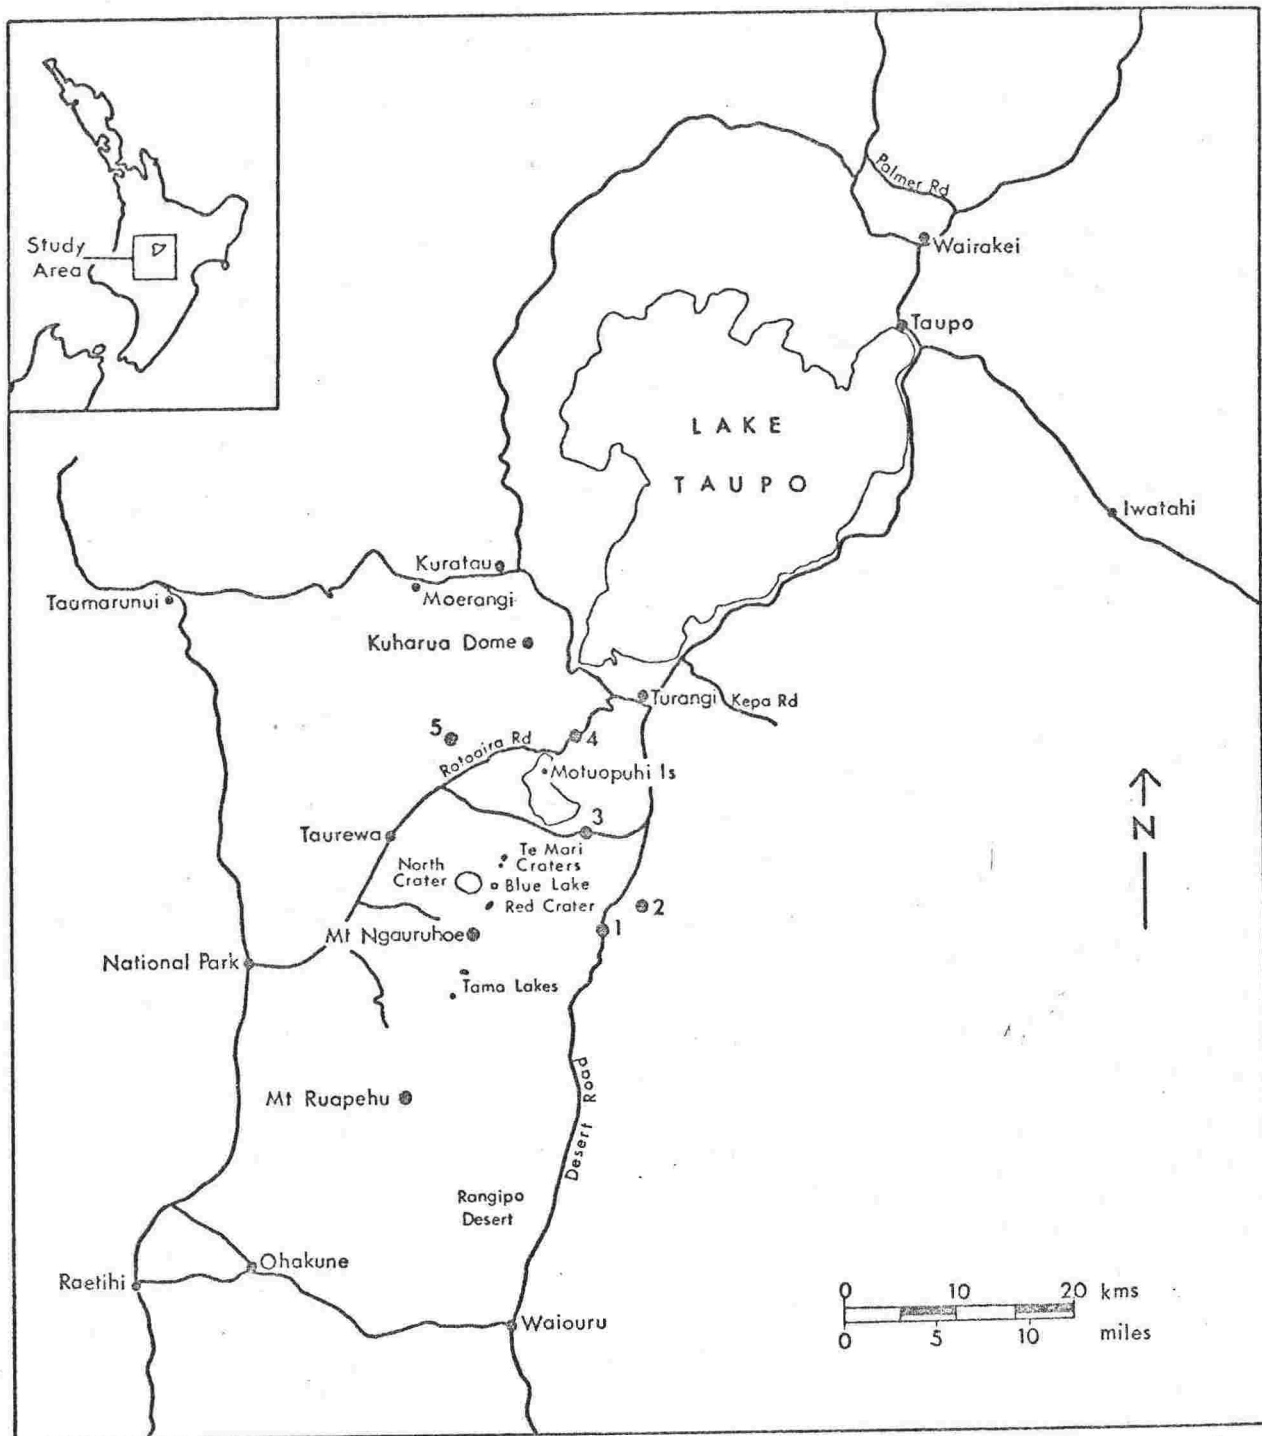 Study
Area
Palmer Rd
Wairakei
Taupo
LAKE
TAUPO
Iwatahi
Kuratau
Moerangi
Taumarunui
Kuharua Dome
Turangi
Kepa Rd
5
Rotoaira Rd
4
Motuopuhi Is
3
Taurewa
Te Mari
Craters
North
Crater
Blue Lake
Red Crater
2
1
Mt Ngauruhoe
National Park
Tama Lakes
N
Mt Ruapehu
Desert Road
Rangipo
Desert
Ohakune
Raetihi
Waiouru
0 10 20 kms
0 5 10 miles